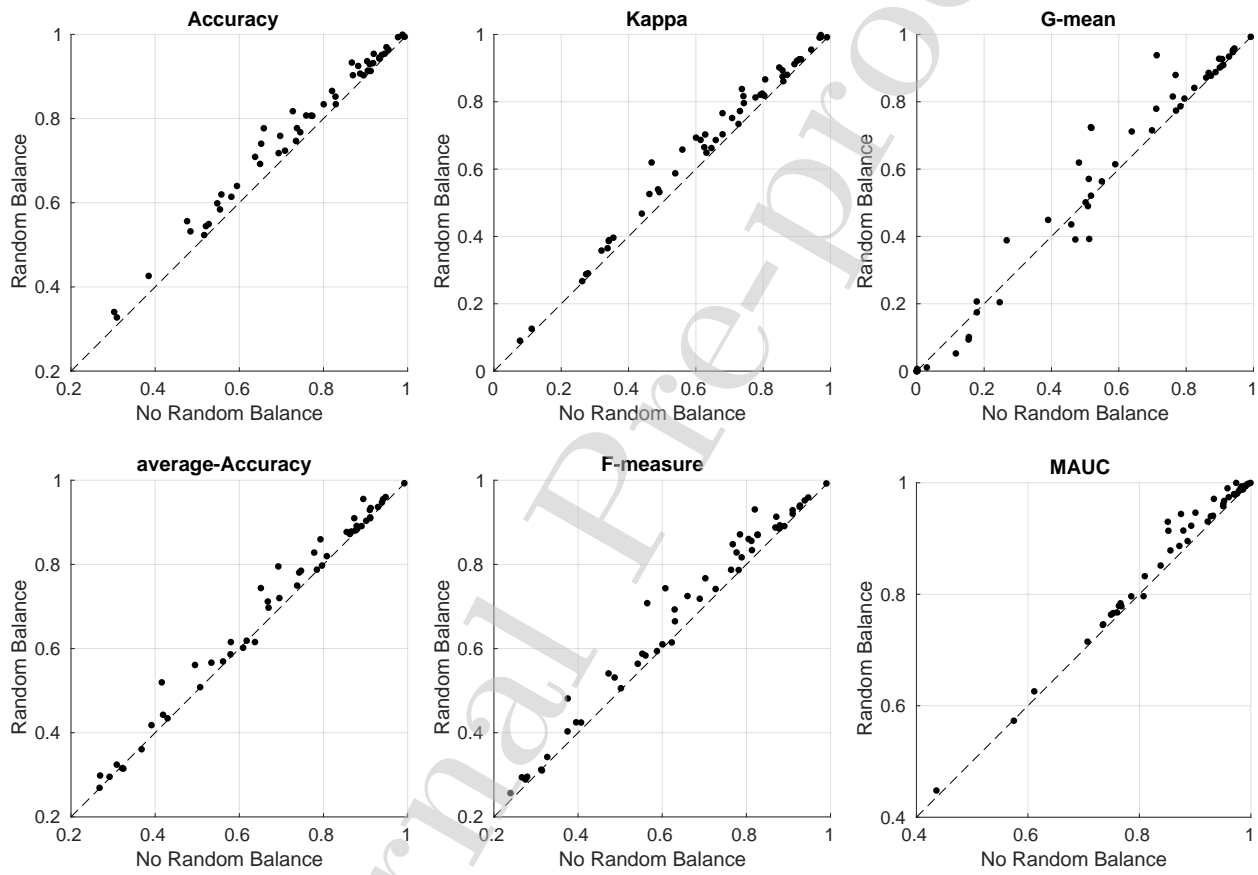 Accuracy
Kappa
G-mean
1
0.8
0.6
0.4
0.2
Random Balance
0.2 0.4 0.6 0.8 1
No Random Balance
1
0.8
0.6
0.4
0.2
0
Random Balance
0 0.2 0.4 0.6 0.8 1
No Random Balance
1
0.8
0.6
0.4
0.2
0
Random Balance
0 0.2 0.4 0.6 0.8 1
No Random Balance
average-Accuracy
F-measure
MAUC
1
0.8
0.6
0.4
0.2
Random Balance
0.2 0.4 0.6 0.8 1
No Random Balance
1
0.8
0.6
0.4
0.2
Random Balance
0.2 0.4 0.6 0.8 1
No Random Balance
1
0.8
0.6
0.4
Random Balance
0.4 0.6 0.8 1
No Random Balance
rnal Pre-proo